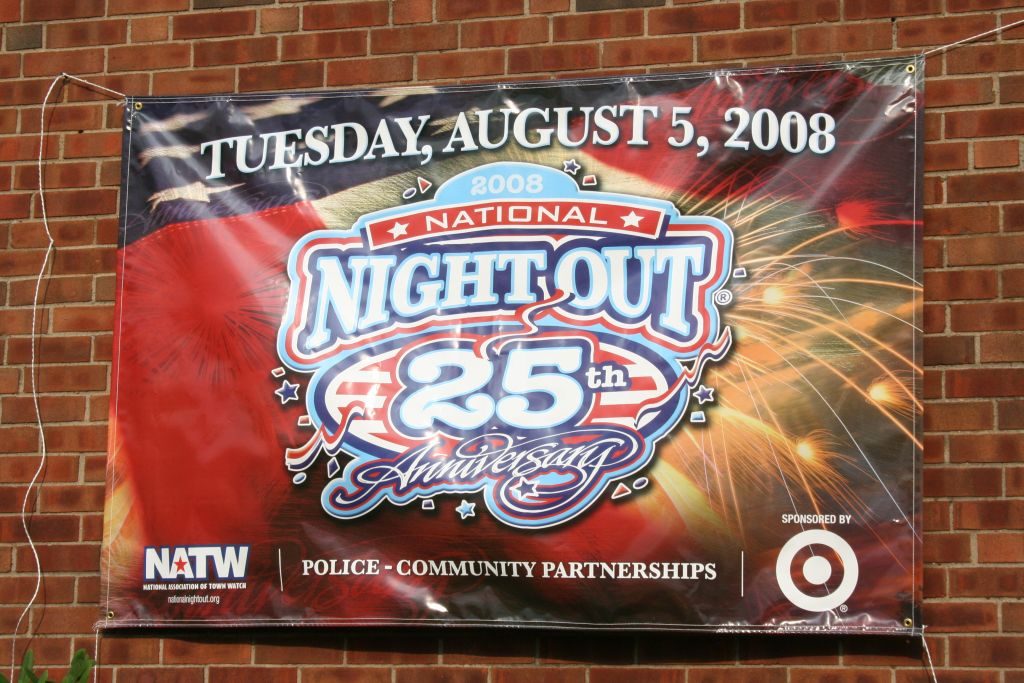 TUESDAY, AUGUST 5, 2008
2008
NATIONAL
NIGHT OUT ®
25th
Anniversary
SPONSORED BY
NATW
NATIONAL ASSOCIATION OF TOWN WATCH
nationalnightout.org
POLICE - COMMUNITY PARTNERSHIPS
®